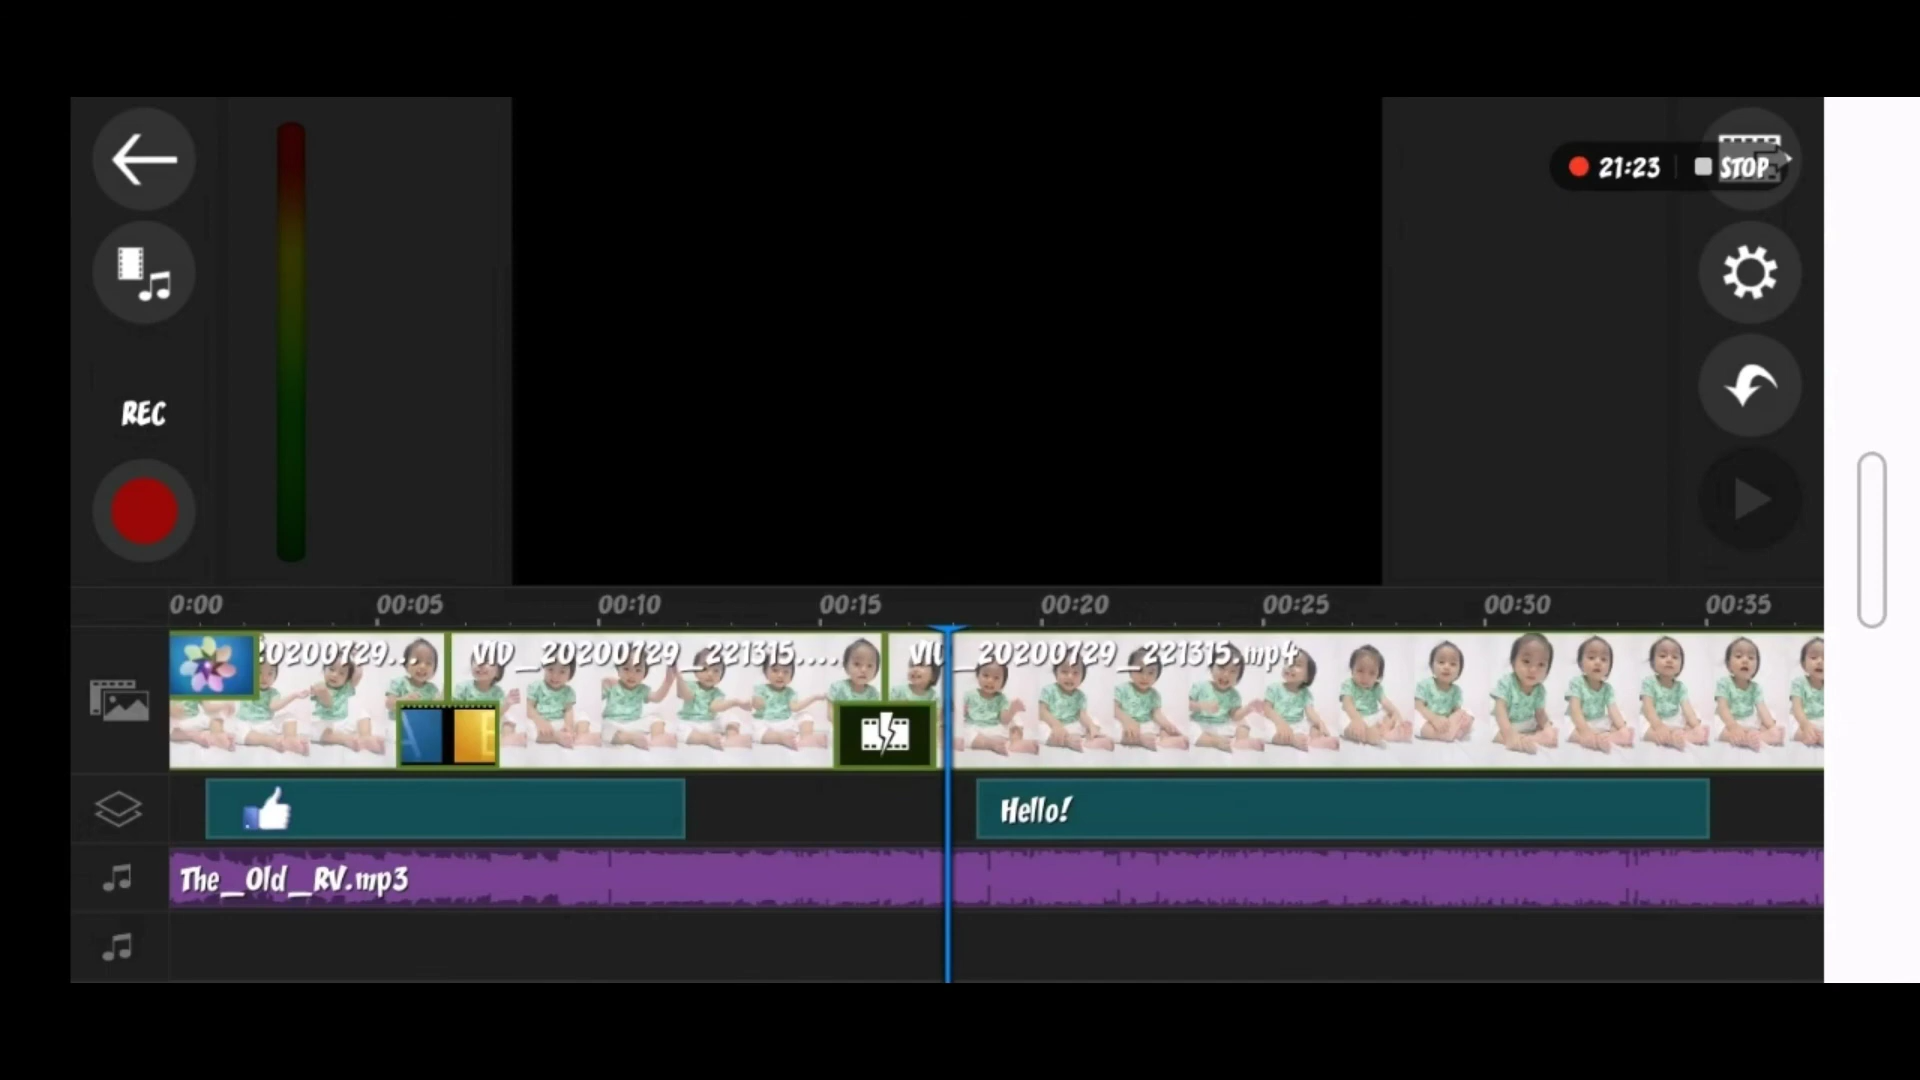 21:23 STOP
REC
0:00 00:05 00:10 00:15 00:20 00:25 00:30 00:35
20200729... VID_20200729_221315.... VID_20200729_221315.mp4
Hello!
The_Old_RV.mp3